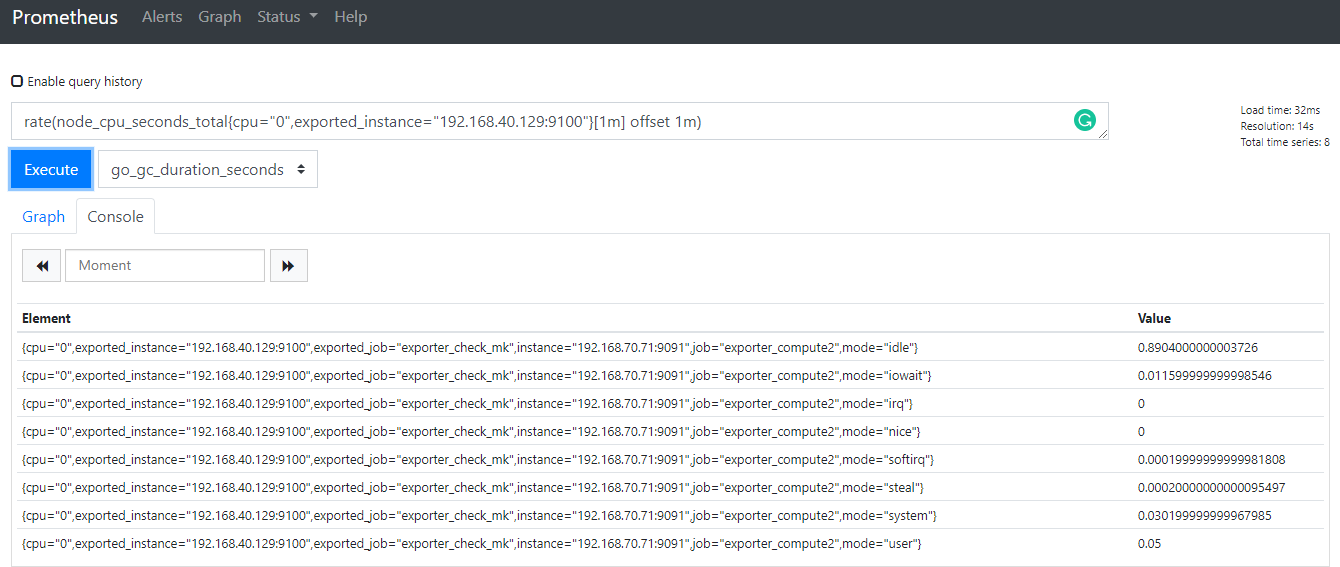 Prometheus Alerts Graph Status Help
Enable query history
rate(node_cpu_seconds_total{cpu="0",exported_instance="192.168.40.129:9100"}[1m] offset 1m)
Load time: 32ms
Resolution: 14s
Total time series: 8
Execute go_gc_duration_seconds
Graph Console
Moment
Element Value
{cpu="0",exported_instance="192.168.40.129:9100",exported_job="exporter_check_mk",instance="192.168.70.71:9091",job="exporter_compute2",mode="idle"} 0.8904000000003726
{cpu="0",exported_instance="192.168.40.129:9100",exported_job="exporter_check_mk",instance="192.168.70.71:9091",job="exporter_compute2",mode="iowait"} 0.011599999999998546
{cpu="0",exported_instance="192.168.40.129:9100",exported_job="exporter_check_mk",instance="192.168.70.71:9091",job="exporter_compute2",mode="irq"} 0
{cpu="0",exported_instance="192.168.40.129:9100",exported_job="exporter_check_mk",instance="192.168.70.71:9091",job="exporter_compute2",mode="nice"} 0
{cpu="0",exported_instance="192.168.40.129:9100",exported_job="exporter_check_mk",instance="192.168.70.71:9091",job="exporter_compute2",mode="softirq"} 0.00019999999999981808
{cpu="0",exported_instance="192.168.40.129:9100",exported_job="exporter_check_mk",instance="192.168.70.71:9091",job="exporter_compute2",mode="steal"} 0.00020000000000095497
{cpu="0",exported_instance="192.168.40.129:9100",exported_job="exporter_check_mk",instance="192.168.70.71:9091",job="exporter_compute2",mode="system"} 0.030199999999967985
{cpu="0",exported_instance="192.168.40.129:9100",exported_job="exporter_check_mk",instance="192.168.70.71:9091",job="exporter_compute2",mode="user"} 0.05